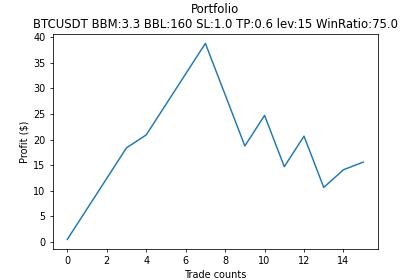 Portfolio
BTCUSDT BBM:3.3 BBL:160 SL:1.0 TP:0.6 lev:15 WinRatio:75.0
40
35
30
25
20
15
10
5
0
Profit ($)
0 2 4 6 8 10 12 14
Trade counts